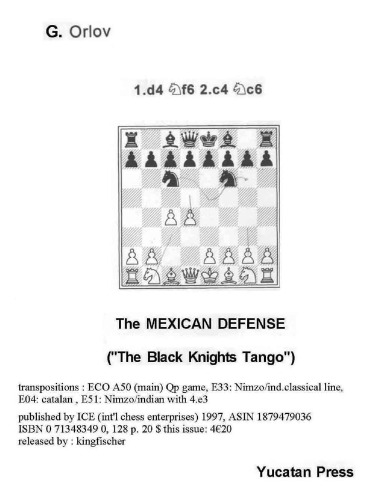 G. Orlov
1.d4 ♘f6 2.c4 ♘c6
The MEXICAN DEFENSE
("The Black Knights Tango")
transpositions : ECO A50 (main) Qp game, E33: Nimzo/ind.classical line,
E04: catalan , E51: Nimzo/indian with 4.e3
published by ICE (int'l chess enterprises) 1997, ASIN 1879479036
ISBN 0 71348349 0, 128 p. 20 $ this issue: 4€20
released by : kingfischer
Yucatan Press